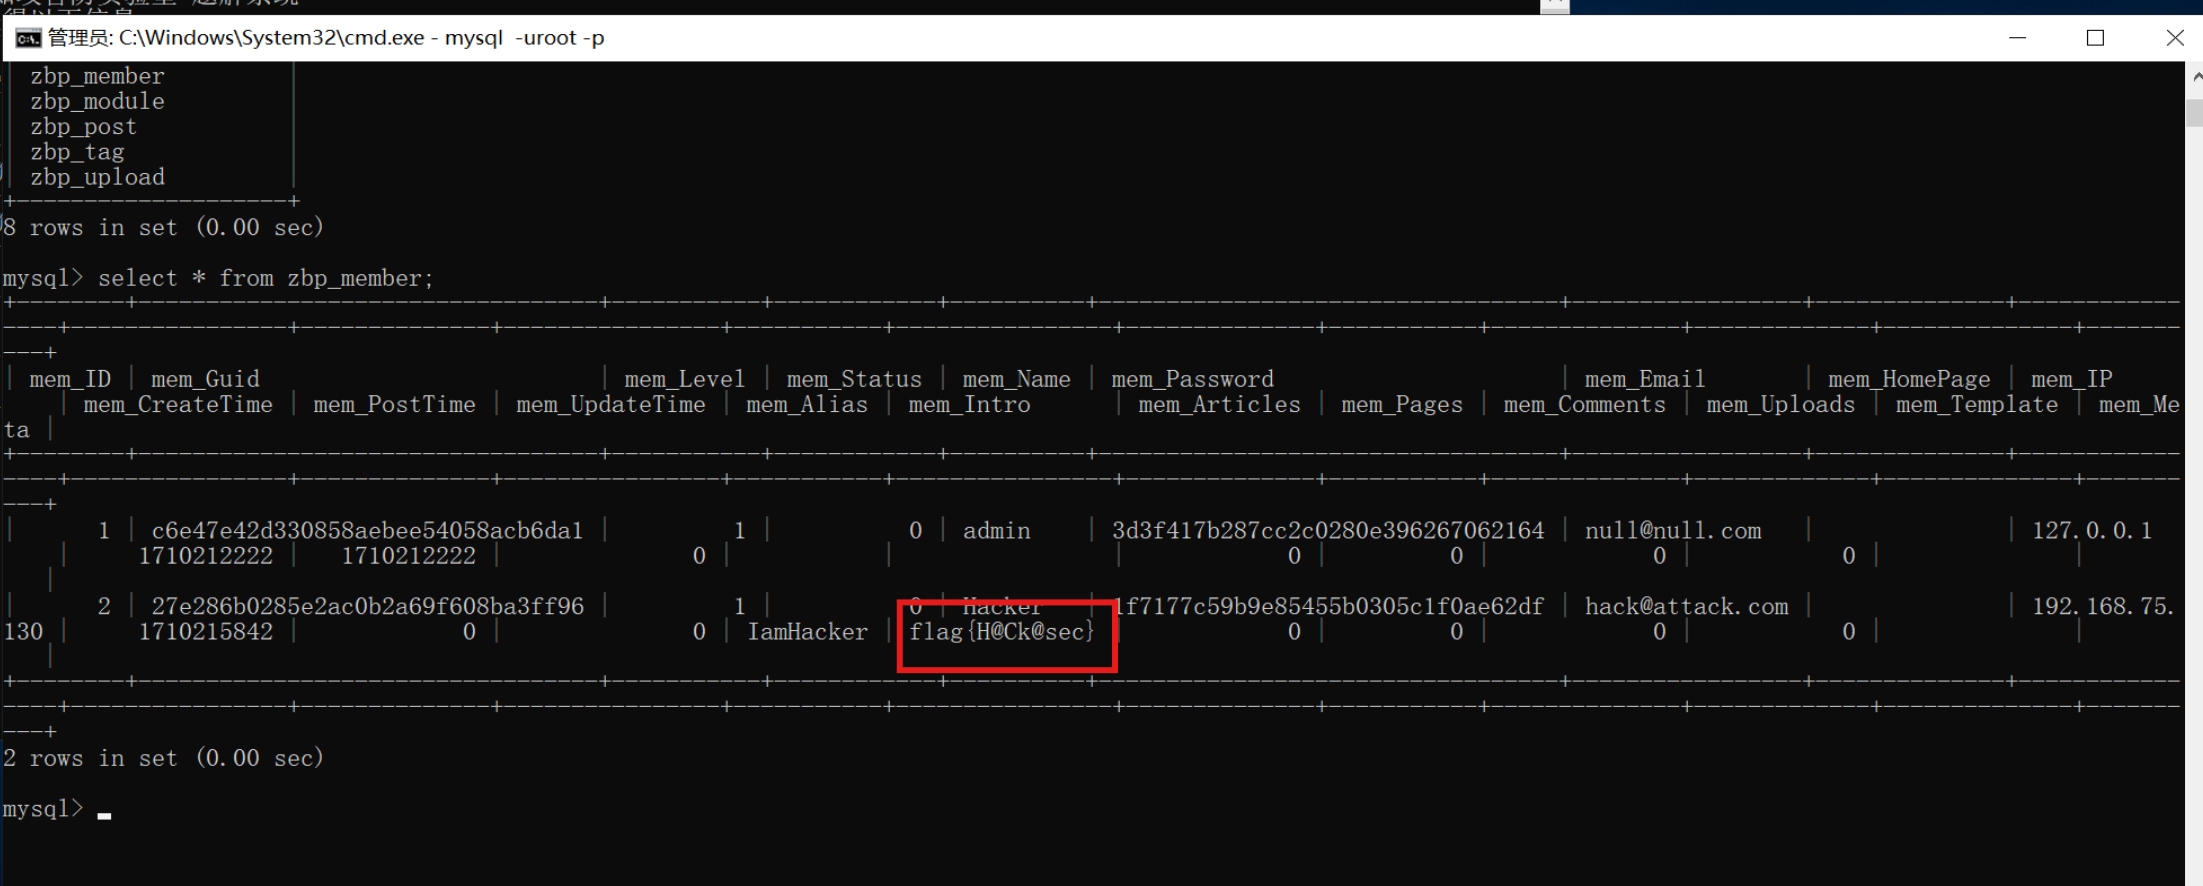 管理员: C:\Windows\System32\cmd.exe - mysql  -uroot -p
| zbp_member         |
| zbp_module         |
| zbp_post           |
| zbp_tag            |
| zbp_upload         |
+--------------------+
8 rows in set (0.00 sec)
mysql> select * from zbp_member;
| mem_ID | mem_Guid                         | mem_Level | mem_Status | mem_Name | mem_Password                     | mem_Email       | mem_HomePage | mem_IP
| mem_CreateTime | mem_PostTime | mem_UpdateTime | mem_Alias | mem_Intro      | mem_Articles | mem_Pages | mem_Comments | mem_Uploads | mem_Template | mem_Me
ta |
| 1 | c6e47e42d330858aebee54058acb6da1 | 1 | 0 | admin | 3d3f417b287cc2c0280e396267062164 | null@null.com | | 127.0.0.1
| 1710212222 | 1710212222 | 0 | | | 0 | 0 | 0 | 0 | |
|
| 2 | 27e286b0285e2ac0b2a69f608ba3ff96 | 1 | 0 | Hacker | 1f7177c59b9e85455b0305c1f0ae62df | hack@attack.com | | 192.168.75.
130 | 1710215842 | 0 | 0 | IamHacker | flag{H@Ck@sec} | 0 | 0 | 0 | 0 | |
|
2 rows in set (0.00 sec)
mysql>